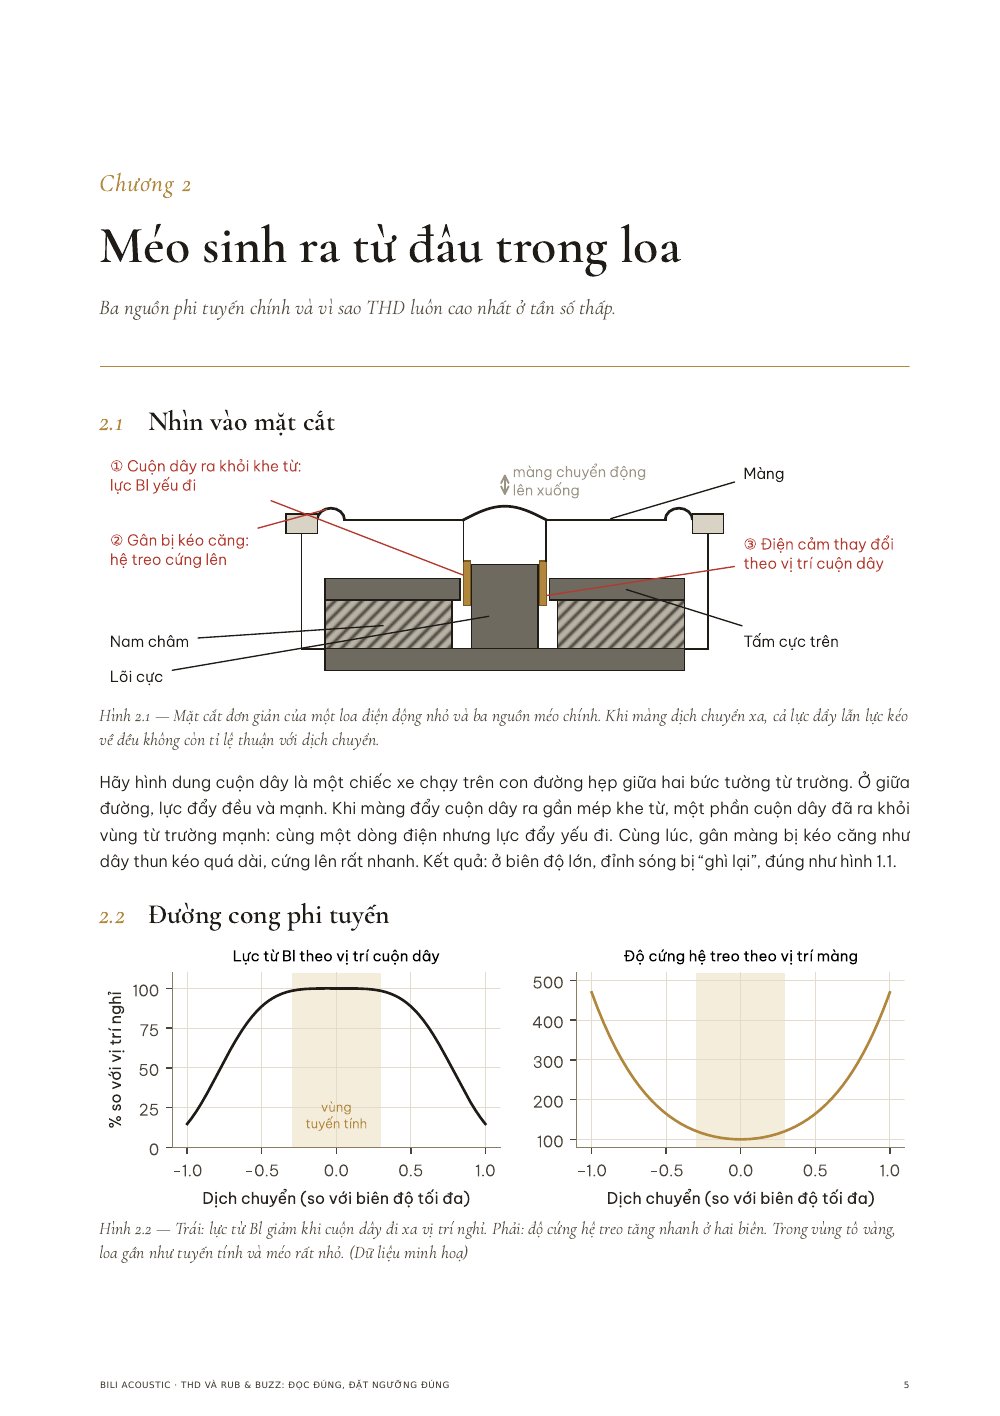 Chương 2
Méo sinh ra từ đâu trong loa
Ba nguồn phi tuyến chính và vì sao THD luôn cao nhất ở tần số thấp.
2.1 Nhìn vào mặt cắt
① Cuộn dây ra khỏi khe từ:
lực Bl yếu đi
màng chuyển động
lên xuống
Màng
② Gân bị kéo căng:
hệ treo cứng lên
③ Điện cảm thay đổi
theo vị trí cuộn dây
Nam châm
Tấm cực trên
Lõi cực
Hình 2.1 — Mặt cắt đơn giản của một loa điện động nhỏ và ba nguồn méo chính. Khi màng dịch chuyển xa, cả lực đẩy lẫn lực kéo
về đều không còn tỉ lệ thuận với dịch chuyển.
Hãy hình dung cuộn dây là một chiếc xe chạy trên con đường hẹp giữa hai bức tường từ trường. Ở giữa
đường, lực đẩy đều và mạnh. Khi màng đẩy cuộn dây ra gần mép khe từ, một phần cuộn dây đã ra khỏi
vùng từ trường mạnh: cùng một dòng điện nhưng lực đẩy yếu đi. Cùng lúc, gân màng bị kéo căng như
dây thun kéo quá dài, cứng lên rất nhanh. Kết quả: ở biên độ lớn, đỉnh sóng bị “ghì lại”, đúng như hình 1.1.
2.2 Đường cong phi tuyến
Lực từ Bl theo vị trí cuộn dây
% so với vị trí nghỉ
100
75
50
25
0
vùng
tuyến tính
−1.0 −0.5 0.0 0.5 1.0
Dịch chuyển (so với biên độ tối đa)
Độ cứng hệ treo theo vị trí màng
500
400
300
200
100
−1.0 −0.5 0.0 0.5 1.0
Dịch chuyển (so với biên độ tối đa)
Hình 2.2 — Trái: lực từ Bl giảm khi cuộn dây đi xa vị trí nghỉ. Phải: độ cứng hệ treo tăng nhanh ở hai biên. Trong vùng tô vàng,
loa gần như tuyến tính và méo rất nhỏ. (Dữ liệu minh hoạ)
BILI ACOUSTIC · THD VÀ RUB & BUZZ: ĐỌC ĐÚNG, ĐẶT NGƯỠNG ĐÚNG
5